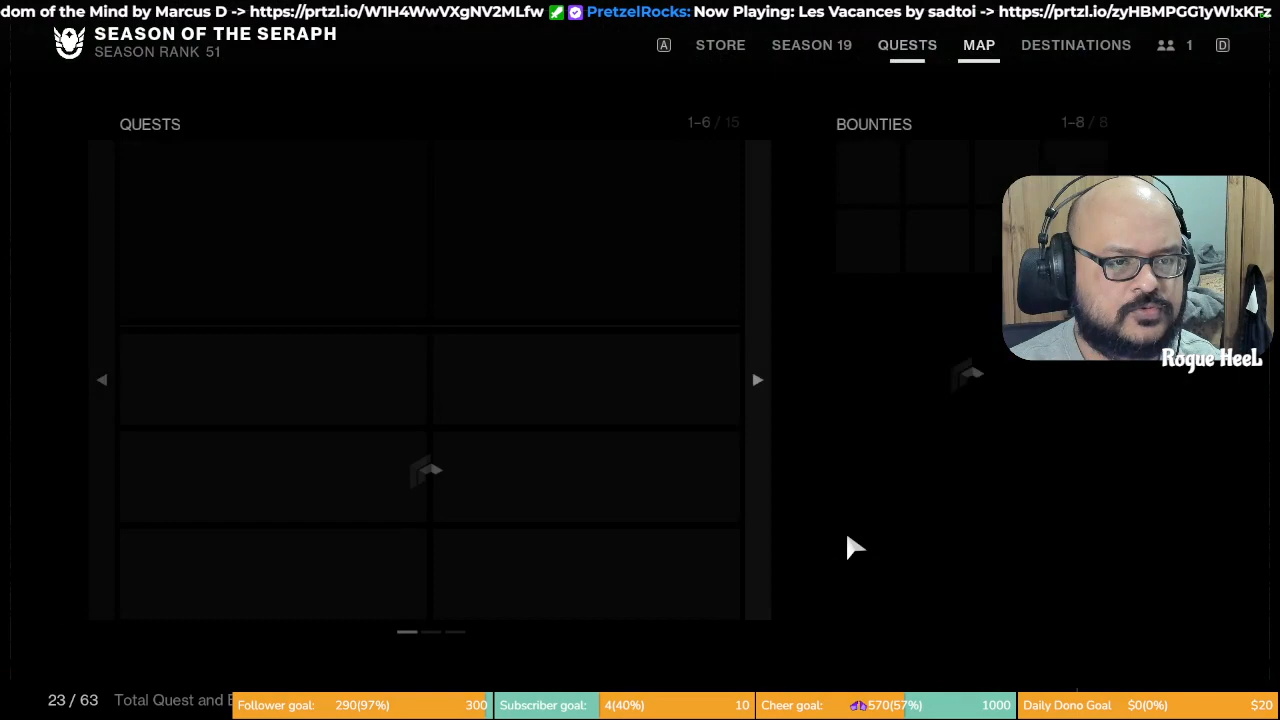 dom of the Mind by Marcus D -> https://prtzl.io/W1H4WwVXgNV2MLfw PretzelRocks: Now Playing: Les Vacances by sadtoi -> https://prtzl.io/zyHBMPGG1yWlxKFz
SEASON OF THE SERAPH
SEASON RANK 51
A STORE SEASON 19 QUESTS MAP DESTINATIONS 1 D
QUESTS 1–6 / 15
BOUNTIES 1–8 / 8
Rogue Heel
23 / 63 Total Quest and
Follower goal: 290(97%) 300 Subscriber goal: 4(40%) 10 Cheer goal: 570(57%) 1000 Daily Dono Goal $0(0%) $20